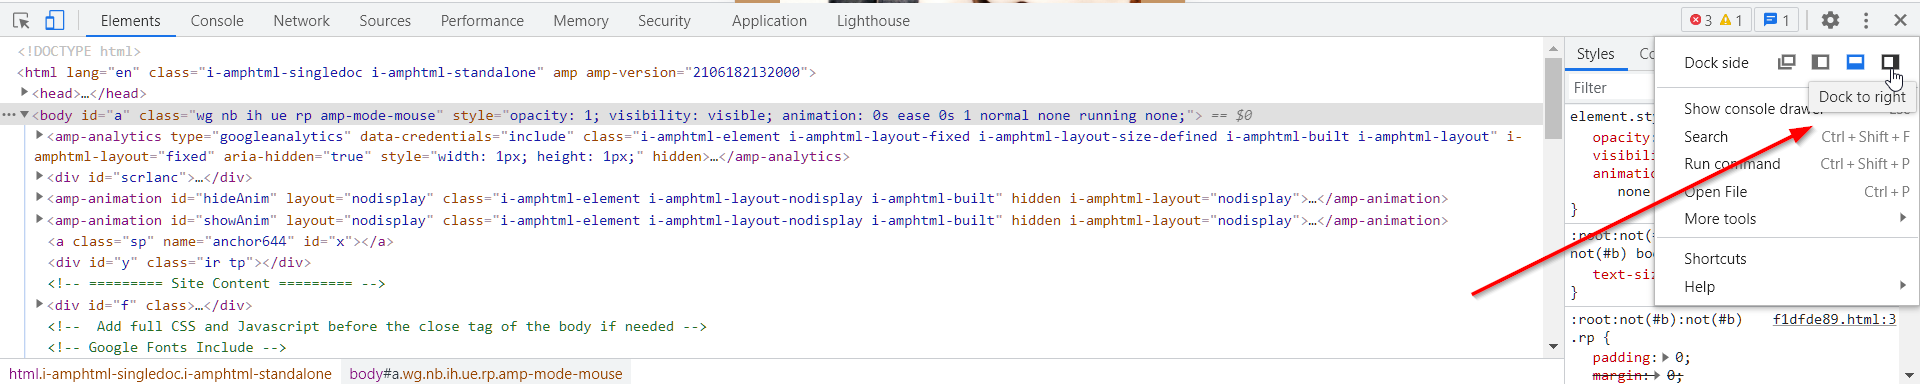 Elements Console Network Sources Performance Memory Security Application Lighthouse 3 1 1
<!DOCTYPE html>
<html lang="en" class="i-amphtml-singledoc i-amphtml-standalone" amp amp-version="2106182132000">
<head>…</head>
<body id="a" class="wg nb ih ue rp amp-mode-mouse" style="opacity: 1; visibility: visible; animation: 0s ease 0s 1 normal none running none;"> == $0
<amp-analytics type="googleanalytics" data-credentials="include" class="i-amphtml-element i-amphtml-layout-fixed i-amphtml-layout-size-defined i-amphtml-built i-amphtml-layout" i-
amphtml-layout="fixed" aria-hidden="true" style="width: 1px; height: 1px;" hidden>…</amp-analytics>
<div id="scrlanc">…</div>
<amp-animation id="hideAnim" layout="nodisplay" class="i-amphtml-element i-amphtml-layout-nodisplay i-amphtml-built" hidden i-amphtml-layout="nodisplay">…</amp-animation>
<amp-animation id="showAnim" layout="nodisplay" class="i-amphtml-element i-amphtml-layout-nodisplay i-amphtml-built" hidden i-amphtml-layout="nodisplay">…</amp-animation>
<a class="sp" name="anchor644" id="x"></a>
<div id="y" class="ir tp"></div>
<!-- ========= Site Content ========= -->
<div id="f" class>…</div>
<!--  Add full CSS and Javascript before the close tag of the body if needed -->
<!-- Google Fonts Include -->
html.i-amphtml-singledoc.i-amphtml-standalone body#a.wg.nb.ih.ue.rp.amp-mode-mouse
Styles Co
Filter
element.sty
opacity:
visibili
animatio
none
}
:root:not(#
not(#b) bo
text-siz
}
:root:not(#b):not(#b) f1dfde89.html:3
.rp {
padding: 0;
margin: 0;
Dock side
Dock to right
Show console drawer
Search Ctrl + Shift + F
Run command Ctrl + Shift + P
Open File Ctrl + P
More tools
Shortcuts
Help